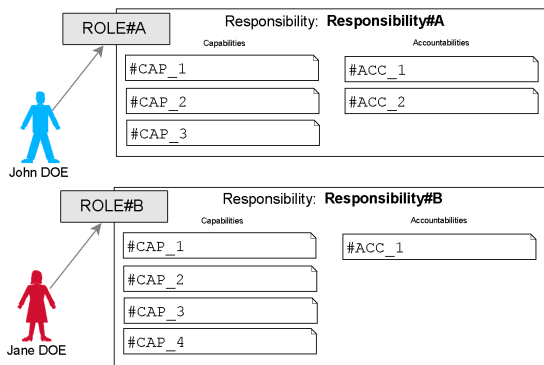 ROLE#A
Responsibility: Responsibility#A
Capabilities
Accountabilities
#CAP_1
#ACC_1
#CAP_2
#ACC_2
#CAP_3
John DOE
ROLE#B
Responsibility: Responsibility#B
Capabilities
Accountabilities
#CAP_1
#ACC_1
#CAP_2
#CAP_3
#CAP_4
Jane DOE